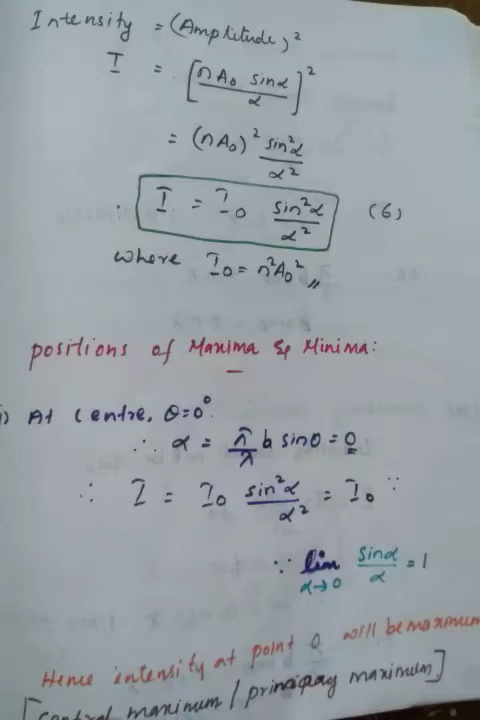 Intensity = (Amplitude)²
I = [nA₀ sinα / α]²
= (nA₀)² sin²α / α²
∴ I = I₀ sin²α / α² (6)
where I₀ = n²A₀² 〃
positions of Maxima & Minima:
i) At centre, θ=0°
∴ α = π/λ b sinθ = 0
∴ I = I₀ sin²α / α² = I₀ ∵
∵ lim α→0 sinα / α = 1
Hence intensity at point O will be maximum
[central maximum / principal maximum]